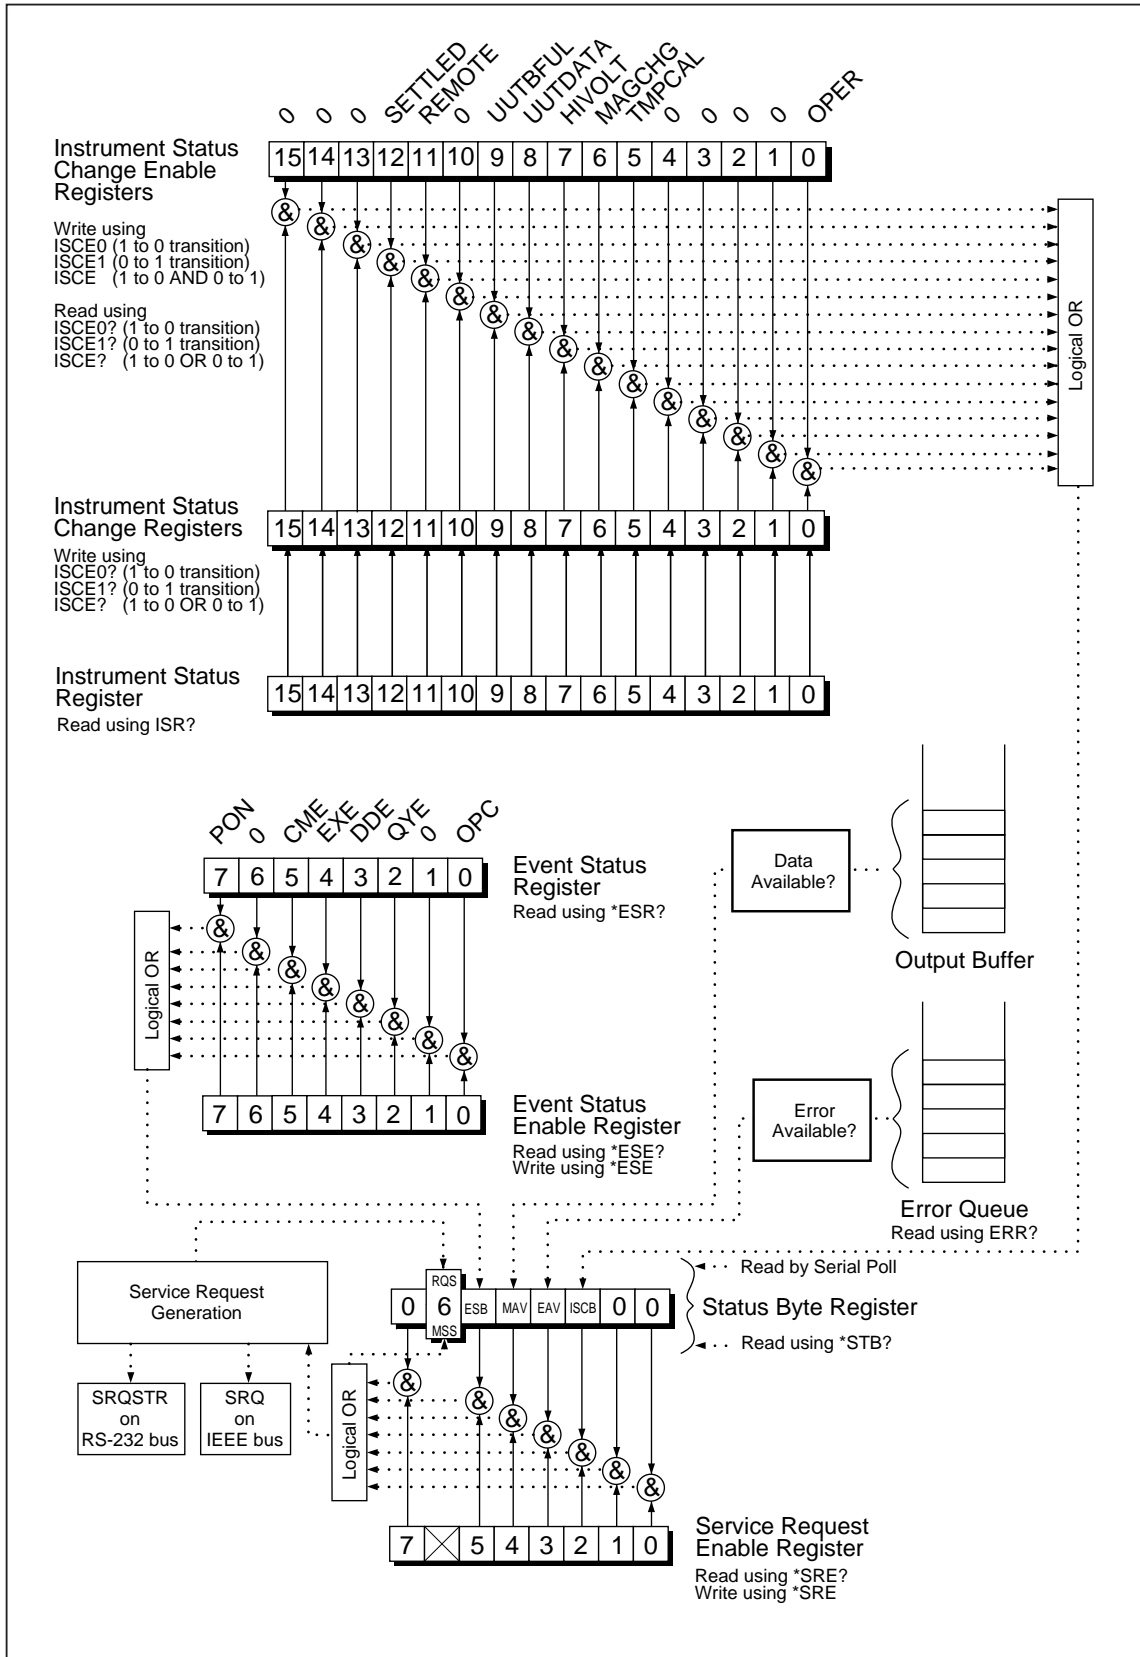 0 0 0 SETTLED REMOTE 0 UUTBFUL UUTDATA HIVOLT MAGCHG TMPCAL 0 0 0 0 OPER
Instrument Status
Change Enable
Registers
15 14 13 12 11 10 9 8 7 6 5 4 3 2 1 0
Write using
ISCE0 (1 to 0 transition)
ISCE1 (0 to 1 transition)
ISCE (1 to 0 AND 0 to 1)
Read using
ISCE0? (1 to 0 transition)
ISCE1? (0 to 1 transition)
ISCE? (1 to 0 OR 0 to 1)
& & & & & & & & & & & & & & & &
Logical OR
Instrument Status
Change Registers
15 14 13 12 11 10 9 8 7 6 5 4 3 2 1 0
Write using
ISCE0? (1 to 0 transition)
ISCE1? (0 to 1 transition)
ISCE? (1 to 0 OR 0 to 1)
Instrument Status
Register
15 14 13 12 11 10 9 8 7 6 5 4 3 2 1 0
Read using ISR?
PON 0 CME EXE DDE QYE 0 OPC
7 6 5 4 3 2 1 0
Event Status
Register
Read using *ESR?
& & & & & & & &
Logical OR
7 6 5 4 3 2 1 0
Event Status
Enable Register
Read using *ESE?
Write using *ESE
Data
Available?
Output Buffer
Error
Available?
Error Queue
Read using ERR?
Service Request
Generation
SRQSTR
on
RS-232 bus
SRQ
on
IEEE bus
RQS
0 6 ESB MAV EAV ISCB 0 0
MSS
Read by Serial Poll
Status Byte Register
Read using *STB?
& & & & & & &
Logical OR
7 5 4 3 2 1 0
Service Request
Enable Register
Read using *SRE?
Write using *SRE